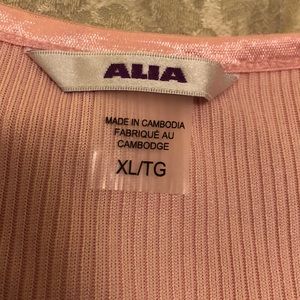 ALIA
MADE IN CAMBODIA
FABRIQUÉ AU
CAMBODGE
XL/TG